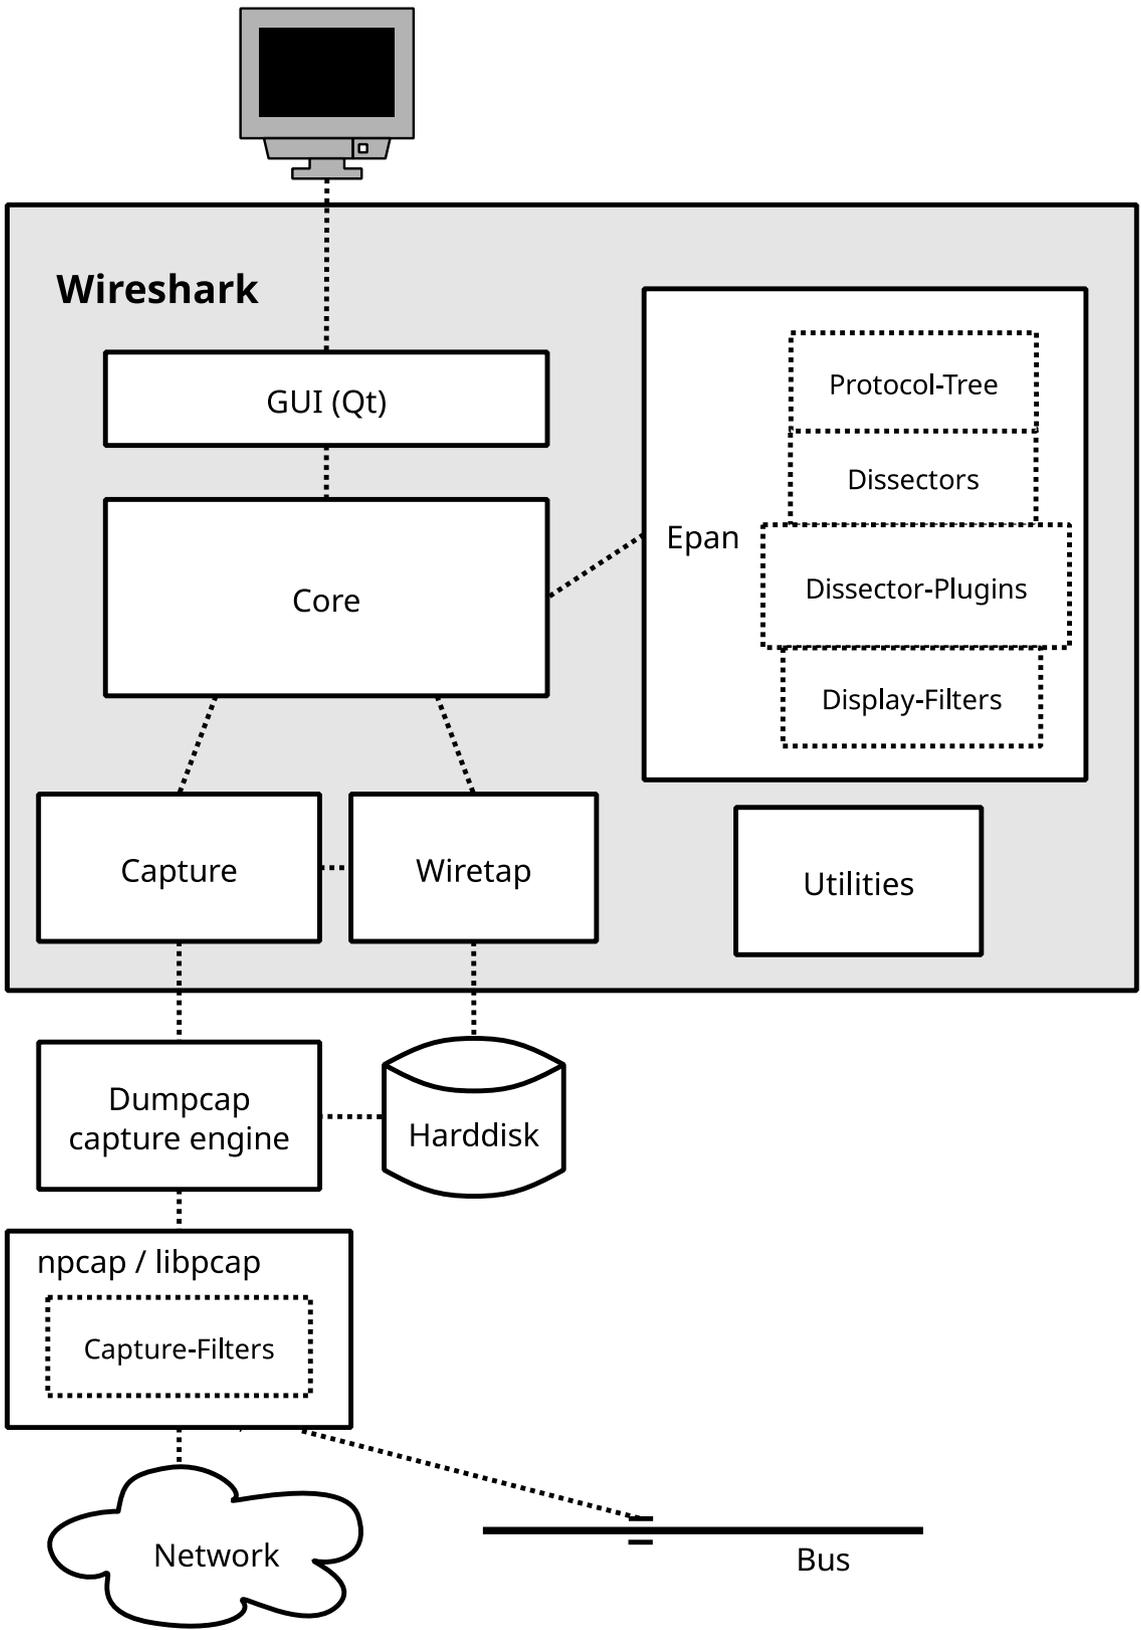 Wireshark
GUI (Qt)
Core
Epan
Protocol-Tree
Dissectors
Dissector-Plugins
Display-Filters
Capture
Wiretap
Utilities
Dumpcap
capture engine
Harddisk
npcap / libpcap
Capture-Filters
Network
Bus